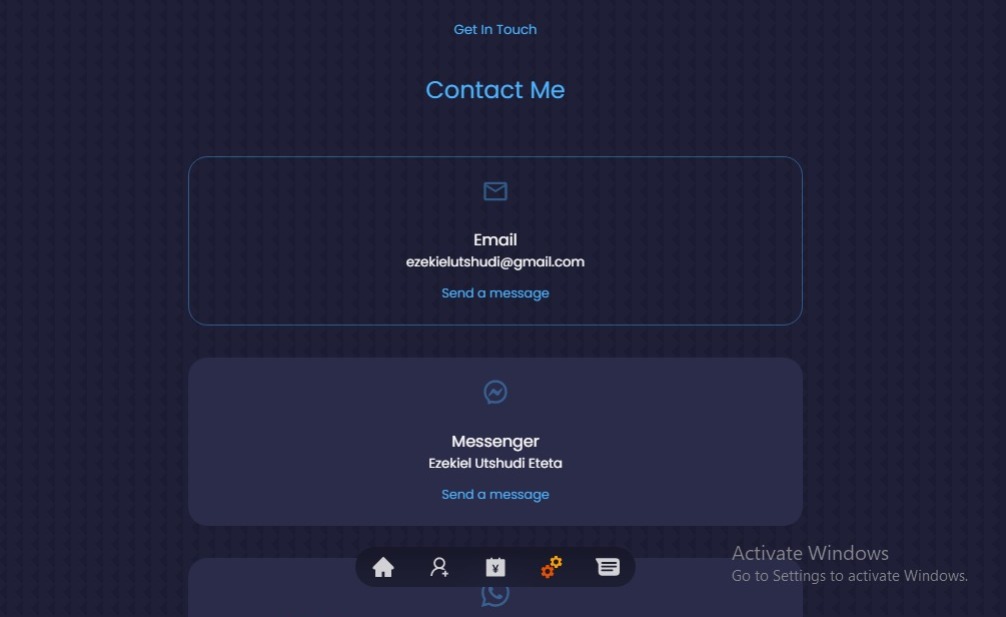 Get In Touch
Contact Me
Email
ezekielutshudi@gmail.com
Send a message
Messenger
Ezekiel Utshudi Eteta
Send a message
¥
Activate Windows
Go to Settings to activate Windows.